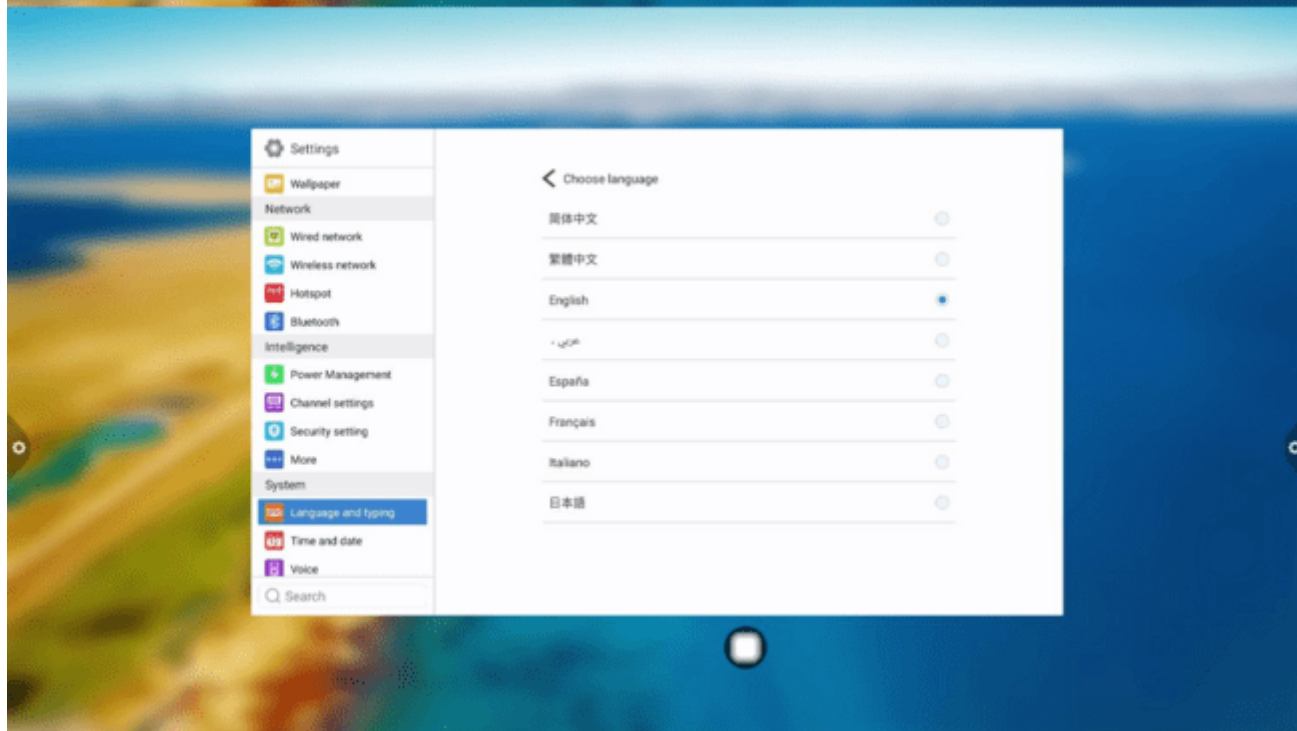 Settings
Wallpaper
Network
Wired network
Wireless network
Hotspot
Bluetooth
Intelligence
Power Management
Channel settings
Security setting
More
System
Language and typing
Time and date
Voice
Search
Choose language
简体中文
繁體中文
English
عربي
España
Français
Italiano
日本語